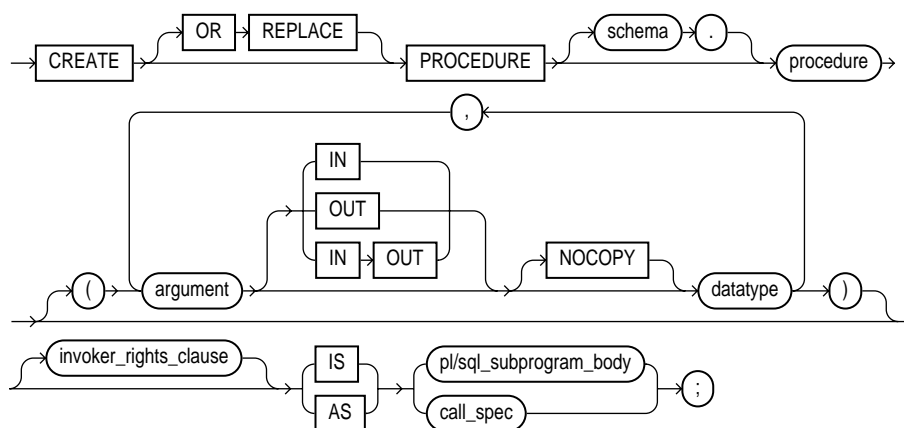 OR REPLACE schema .
CREATE PROCEDURE procedure
,
IN
OUT
IN OUT NOCOPY
( argument datatype )
invoker_rights_clause IS pl/sql_subprogram_body
AS call_spec ;